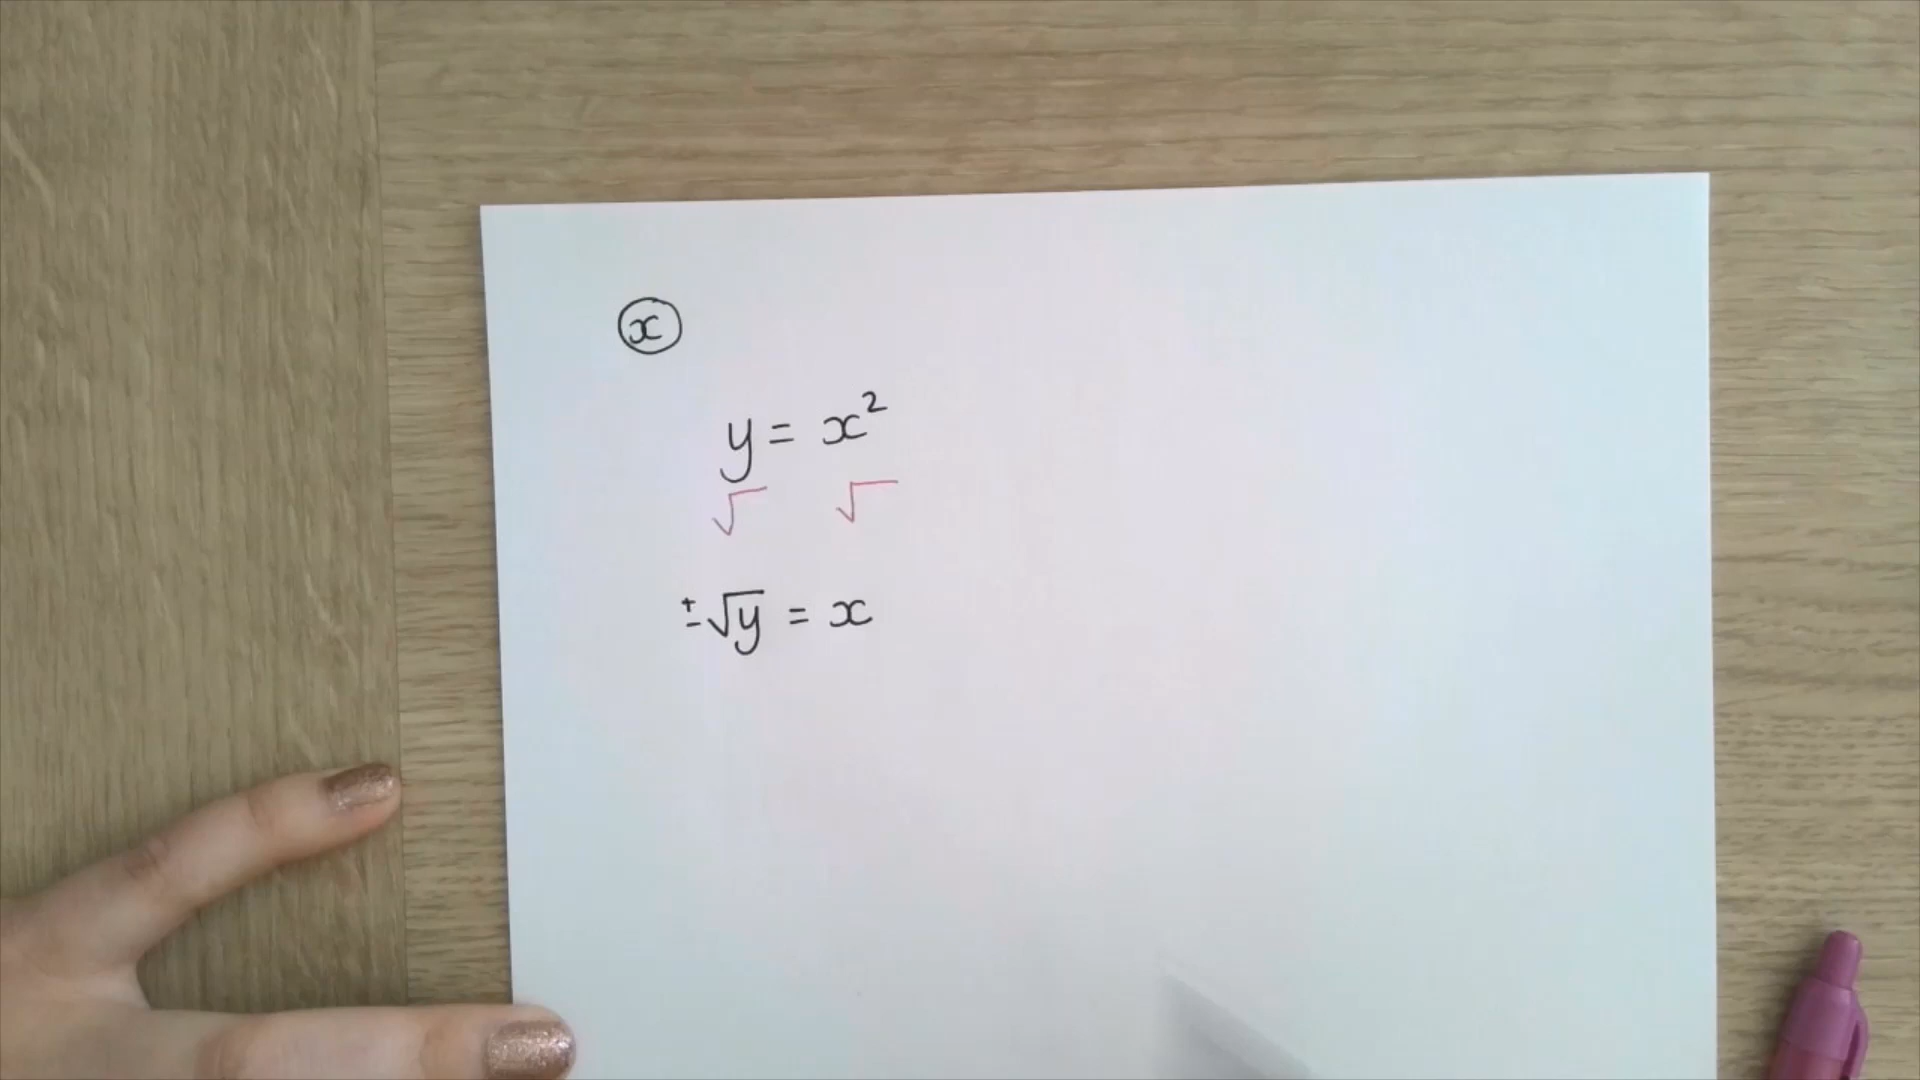 x
y = x²
√ √
±√y = x